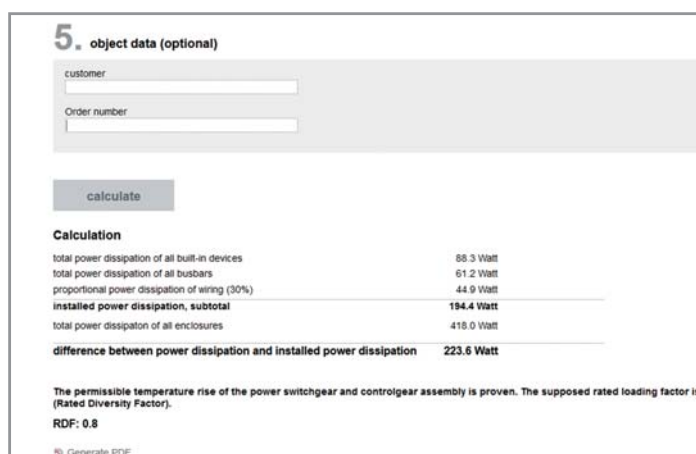 5. object data (optional)
customer
Order number
calculate
Calculation
total power dissipation of all built-in devices 88.3 Watt
total power dissipation of all busbars 61.2 Watt
proportional power dissipation of wiring (30%) 44.9 Watt
installed power dissipation, subtotal 194.4 Watt
total power dissipaton of all enclosures 418.0 Watt
difference between power dissipation and installed power dissipation 223.6 Watt
The permissible temperature rise of the power switchgear and controlgear assembly is proven. The supposed rated loading factor is
(Rated Diversity Factor).
RDF: 0.8
Generate PDF